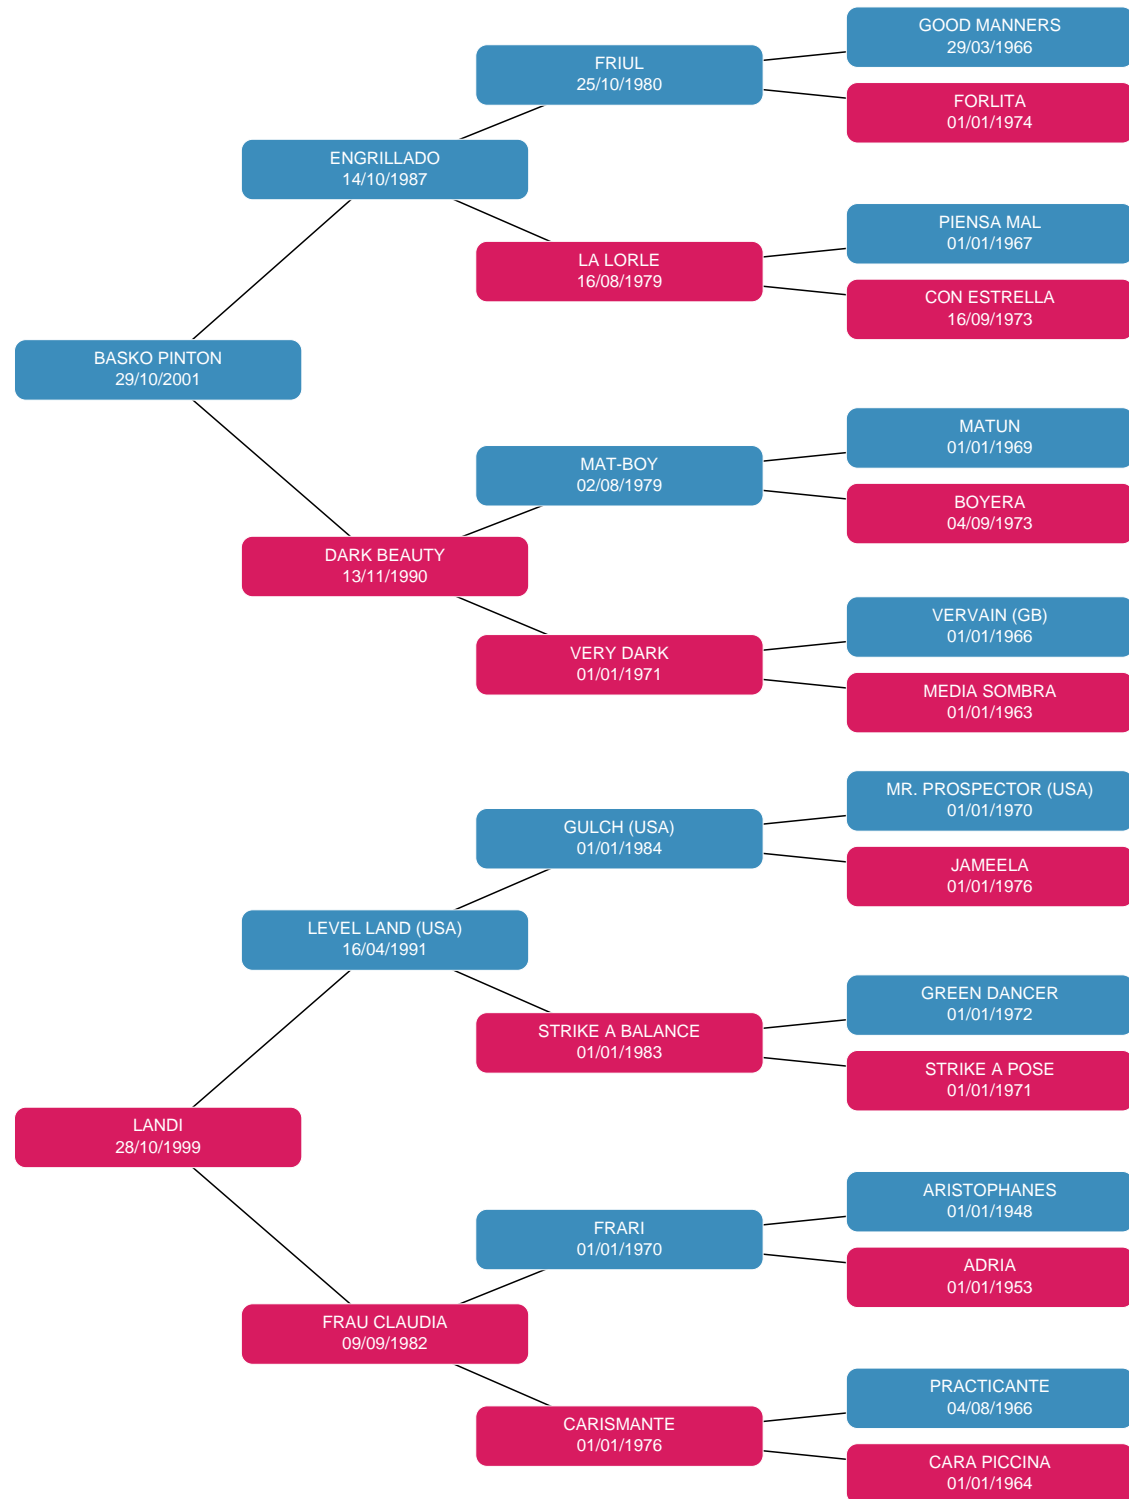 GOOD MANNERS
29/03/1966
FRIUL
25/10/1980
FORLITA
01/01/1974
ENGRILLADO
14/10/1987
PIENSA MAL
01/01/1967
LA LORLE
16/08/1979
CON ESTRELLA
16/09/1973
BASKO PINTON
29/10/2001
MATUN
01/01/1969
MAT-BOY
02/08/1979
BOYERA
04/09/1973
DARK BEAUTY
13/11/1990
VERVAIN (GB)
01/01/1966
VERY DARK
01/01/1971
MEDIA SOMBRA
01/01/1963
MR. PROSPECTOR (USA)
01/01/1970
GULCH (USA)
01/01/1984
JAMEELA
01/01/1976
LEVEL LAND (USA)
16/04/1991
GREEN DANCER
01/01/1972
STRIKE A BALANCE
01/01/1983
STRIKE A POSE
01/01/1971
LANDI
28/10/1999
ARISTOPHANES
01/01/1948
FRARI
01/01/1970
ADRIA
01/01/1953
FRAU CLAUDIA
09/09/1982
PRACTICANTE
04/08/1966
CARISMANTE
01/01/1976
CARA PICCINA
01/01/1964